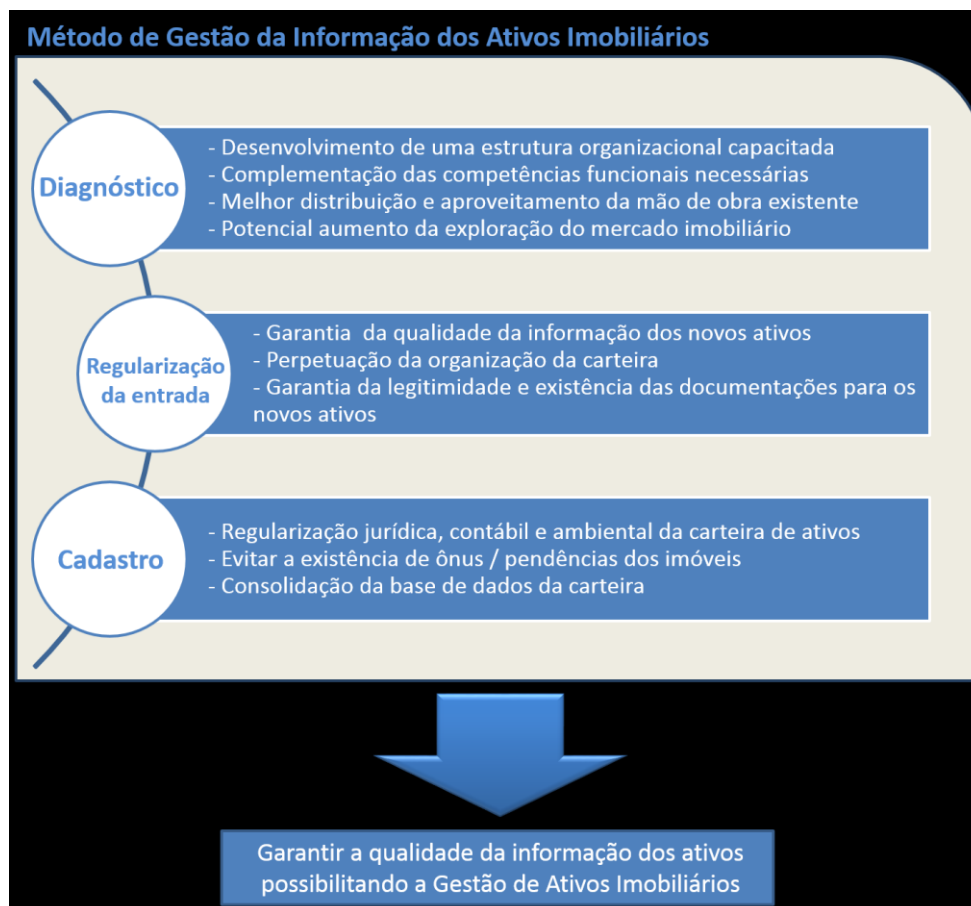 Método de Gestão da Informação dos Ativos Imobiliários
Diagnóstico
- Desenvolvimento de uma estrutura organizacional capacitada
- Complementação das competências funcionais necessárias
- Melhor distribuição e aproveitamento da mão de obra existente
- Potencial aumento da exploração do mercado imobiliário
Regularização
da entrada
- Garantia da qualidade da informação dos novos ativos
- Perpetuação da organização da carteira
- Garantia da legitimidade e existência das documentações para os
novos ativos
Cadastro
- Regularização jurídica, contábil e ambiental da carteira de ativos
- Evitar a existência de ônus / pendências dos imóveis
- Consolidação da base de dados da carteira
Garantir a qualidade da informação dos ativos
possibilitando a Gestão de Ativos Imobiliários